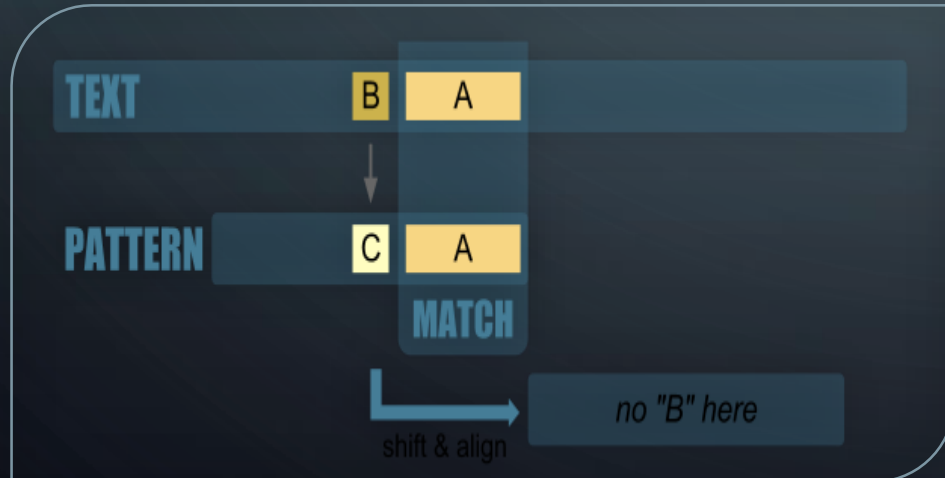 TEXT B A
PATTERN C A
MATCH
no "B" here
shift & align